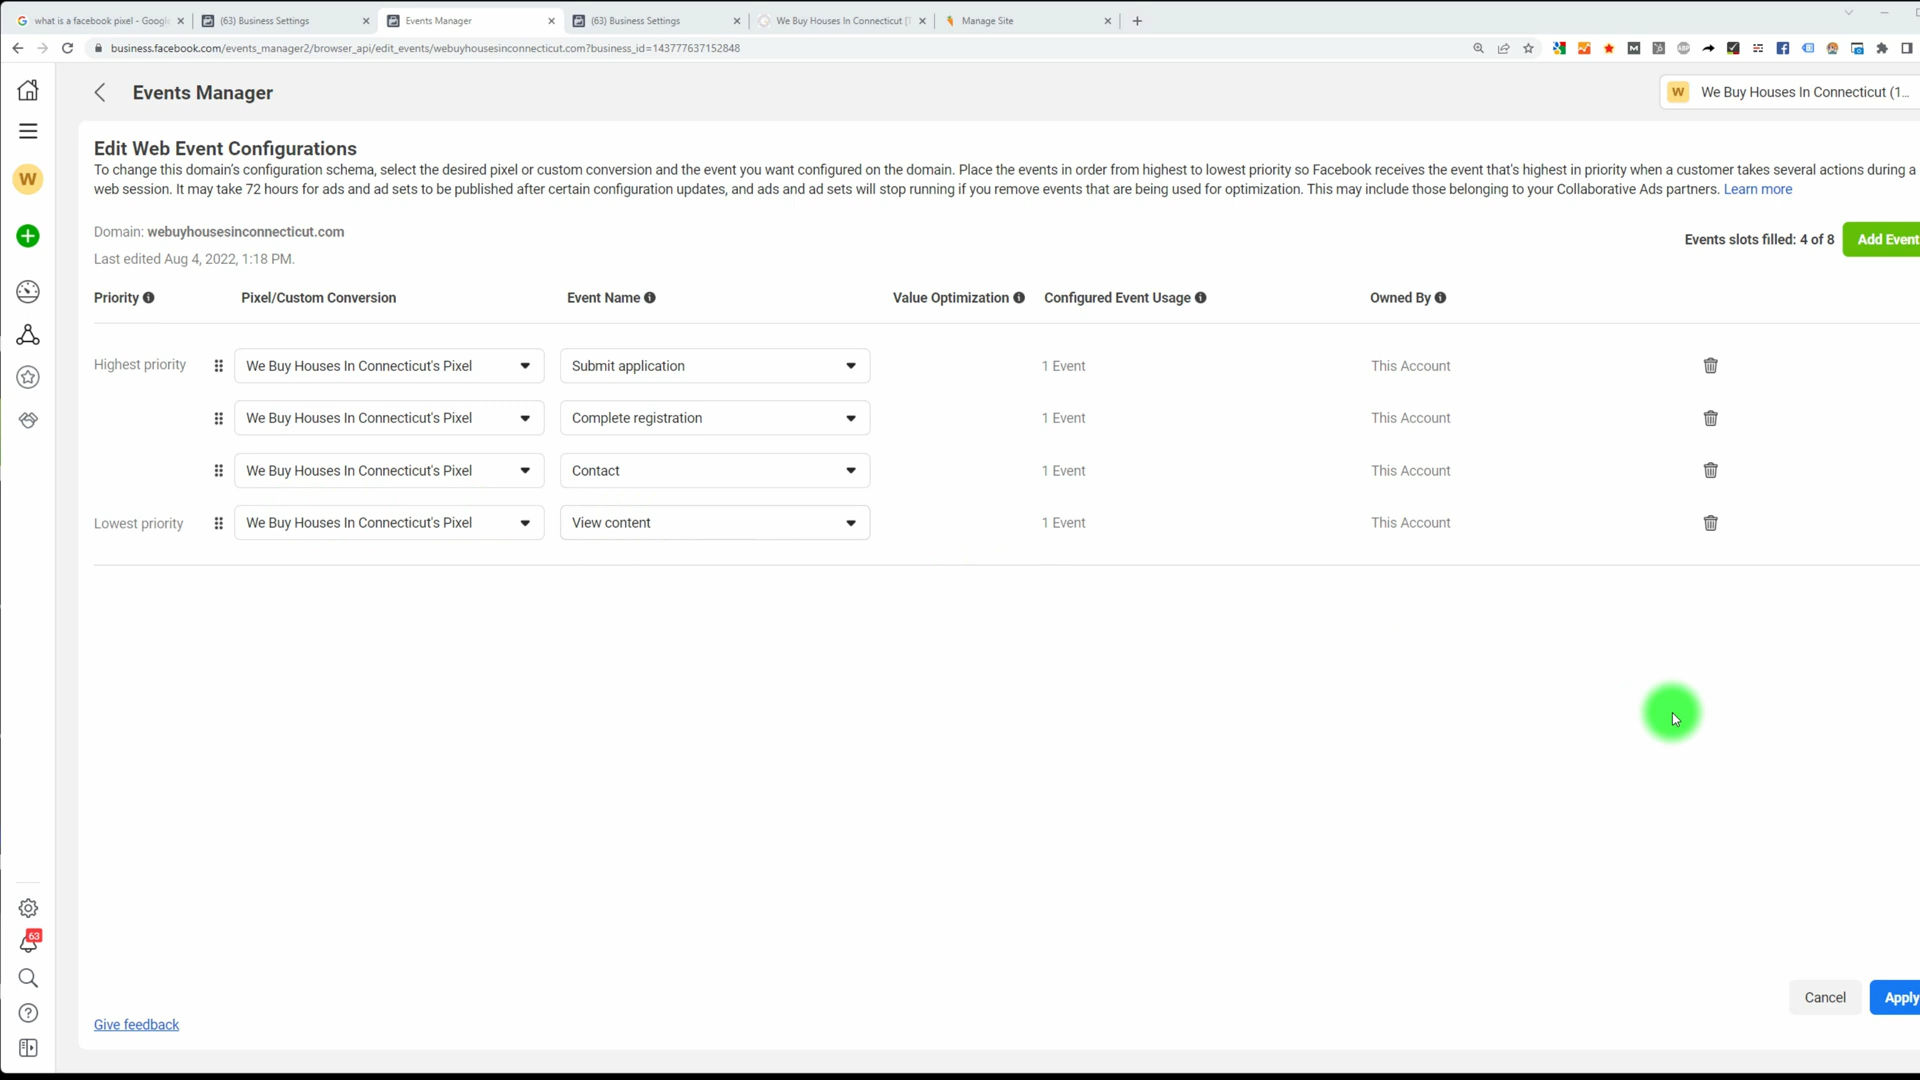 what is a facebook pixel - Google
(63) Business Settings
Events Manager
(63) Business Settings
We Buy Houses In Connecticut [
Manage Site
business.facebook.com/events_manager2/browser_api/edit_events/webuyhousesinconnecticut.com?business_id=143777637152848
Events Manager
W We Buy Houses In Connecticut (1...
W
Edit Web Event Configurations
To change this domain's configuration schema, select the desired pixel or custom conversion and the event you want configured on the domain. Place the events in order from highest to lowest priority so Facebook receives the event that's highest in priority when a customer takes several actions during a
web session. It may take 72 hours for ads and ad sets to be published after certain configuration updates, and ads and ad sets will stop running if you remove events that are being used for optimization. This may include those belonging to your Collaborative Ads partners. Learn more
Domain: webuyhousesinconnecticut.com
Events slots filled: 4 of 8 Add Event
Last edited Aug 4, 2022, 1:18 PM.
Priority Pixel/Custom Conversion Event Name Value Optimization Configured Event Usage Owned By
Highest priority We Buy Houses In Connecticut's Pixel Submit application 1 Event This Account
We Buy Houses In Connecticut's Pixel Complete registration 1 Event This Account
We Buy Houses In Connecticut's Pixel Contact 1 Event This Account
Lowest priority We Buy Houses In Connecticut's Pixel View content 1 Event This Account
63
Cancel Apply
Give feedback